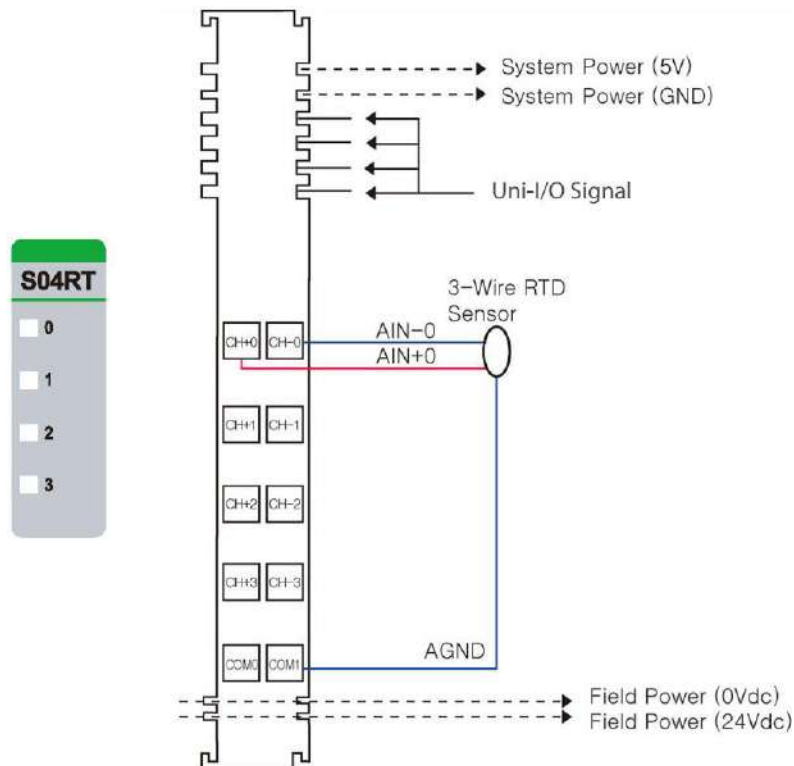 System Power (5V)
System Power (GND)
Uni-I/O Signal
S04RT
0
1
2
3
3-Wire RTD
Sensor
AIN-0
AIN+0
CH+0 CH-0
CH+1 CH-1
CH+2 CH-2
CH+3 CH-3
AGND
COM0 COM1
Field Power (0Vdc)
Field Power (24Vdc)